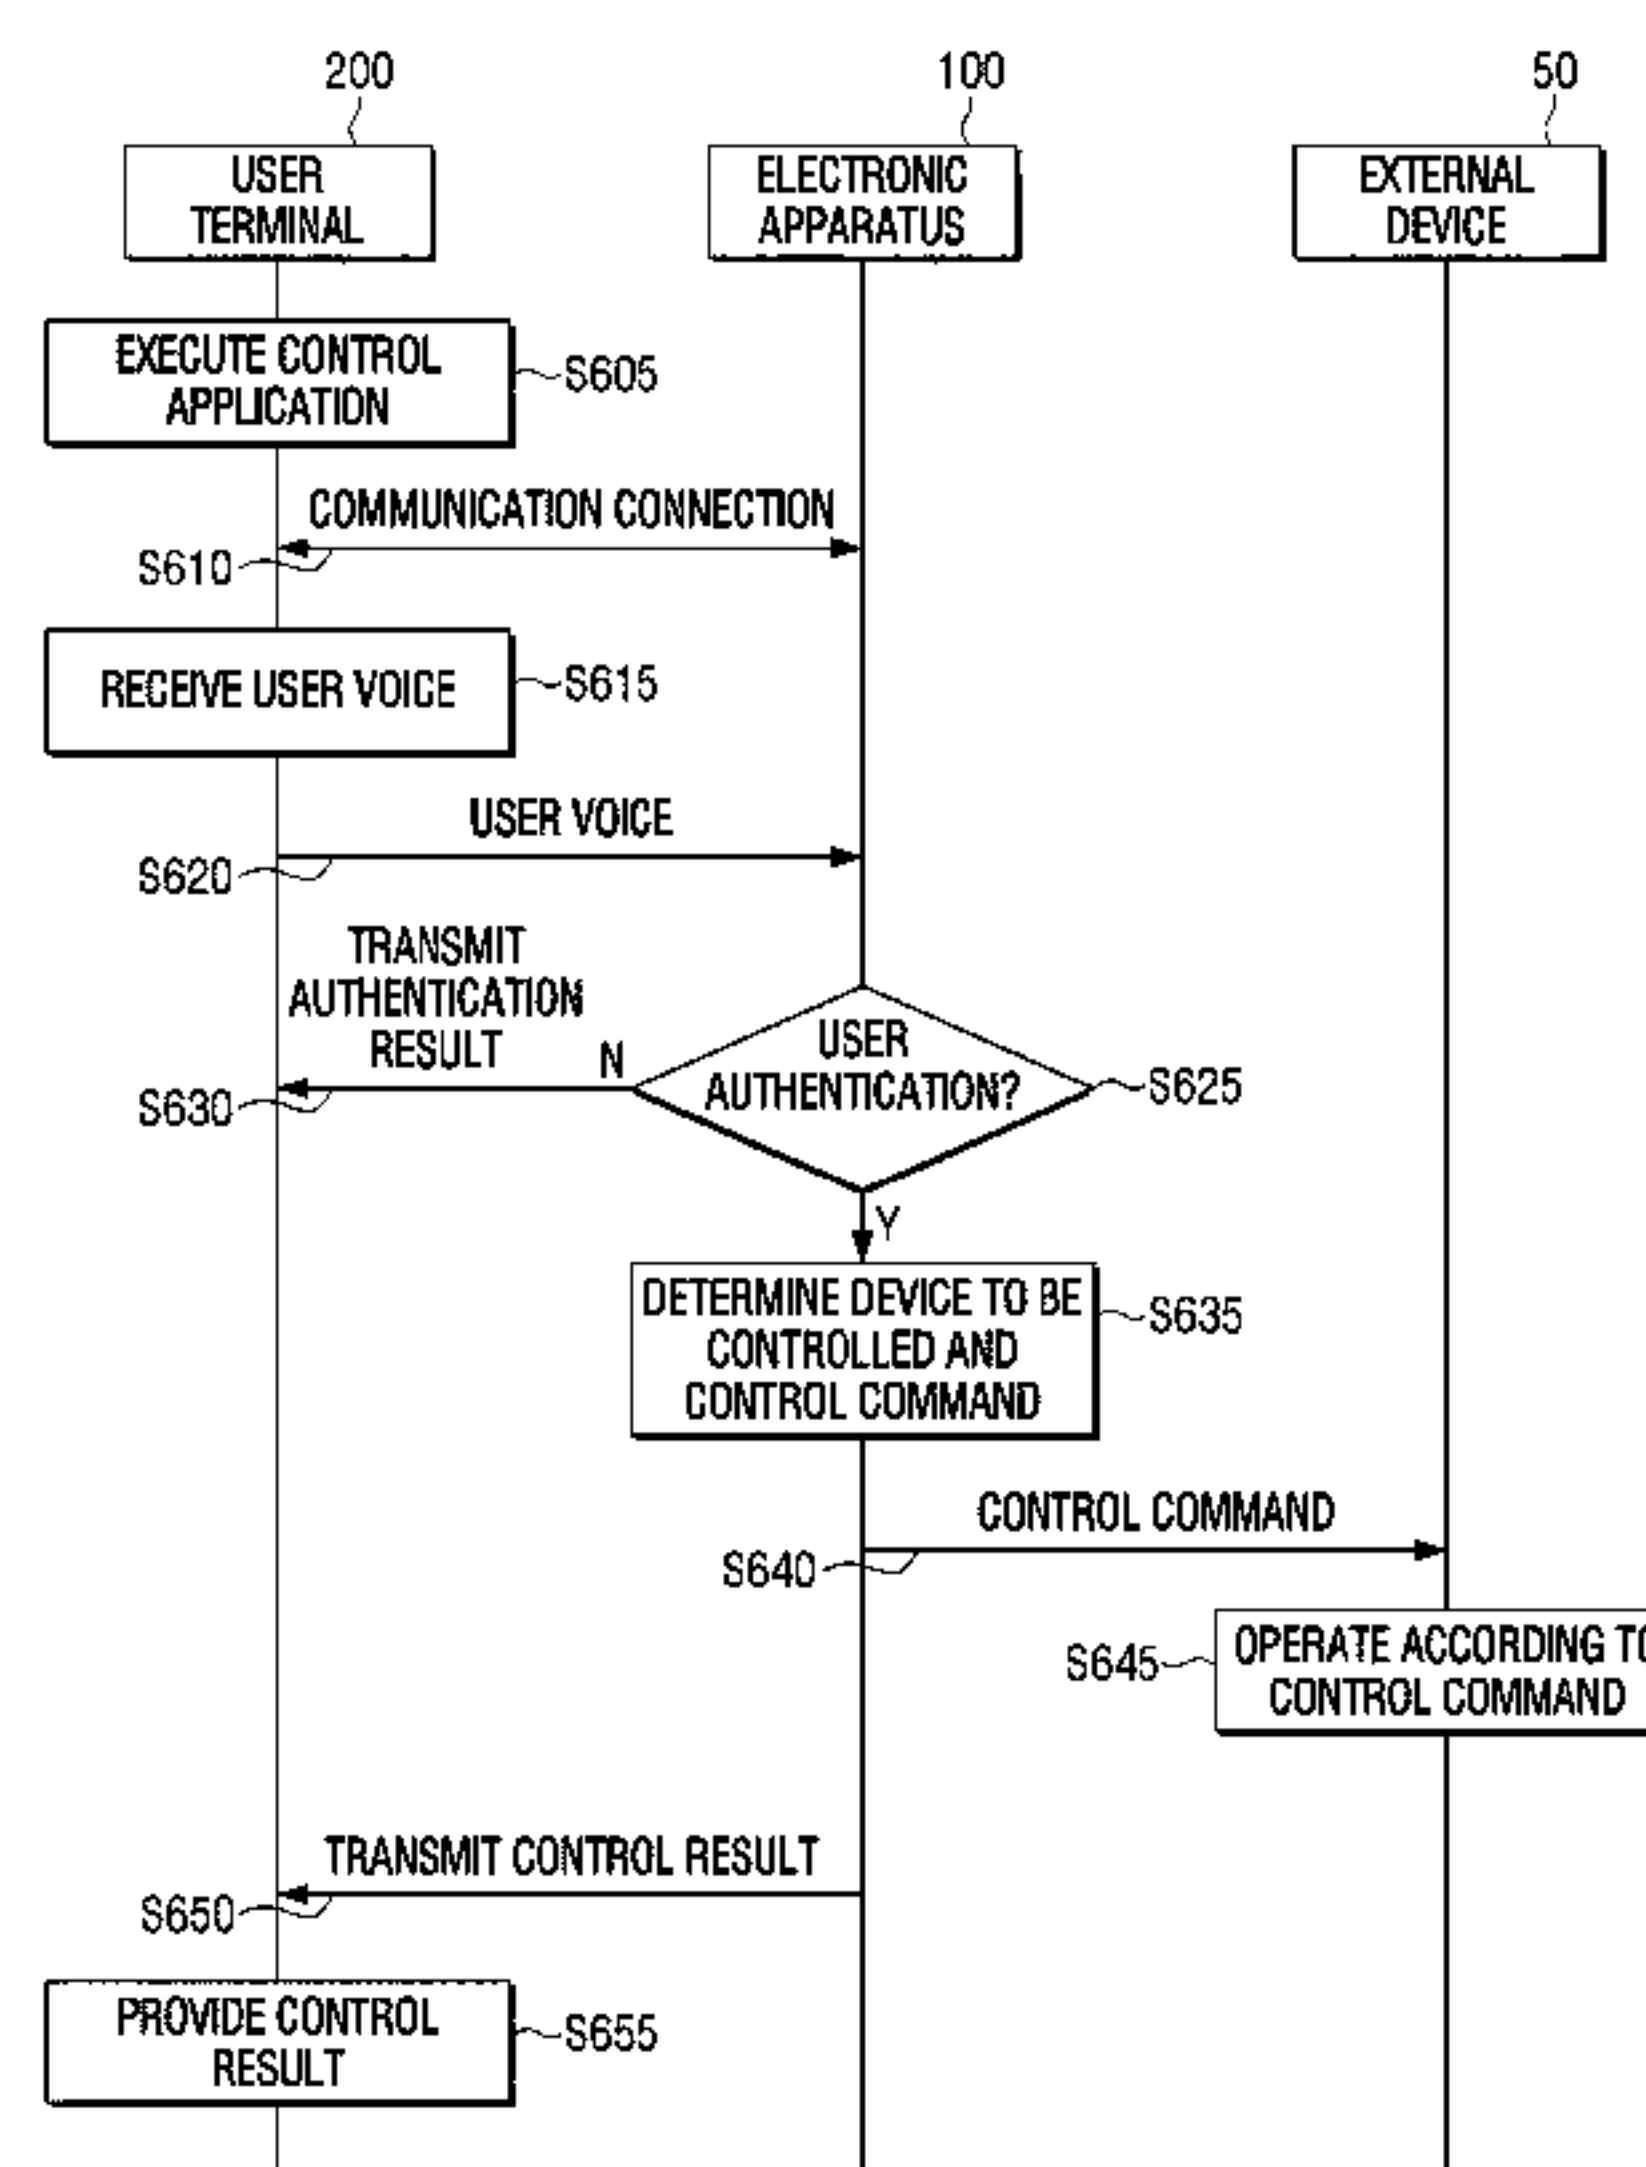 200
100
50
USER
TERMINAL
ELECTRONIC
APPARATUS
EXTERNAL
DEVICE
EXECUTE CONTROL
APPLICATION
S605
COMMUNICATION CONNECTION
S610
RECEIVE USER VOICE
S615
USER VOICE
S620
TRANSMIT
AUTHENTICATION
RESULT
N
S630
USER
AUTHENTICATION?
S625
Y
DETERMINE DEVICE TO BE
CONTROLLED AND
CONTROL COMMAND
S635
CONTROL COMMAND
S640
S645
OPERATE ACCORDING TO
CONTROL COMMAND
TRANSMIT CONTROL RESULT
S650
PROVIDE CONTROL
RESULT
S655